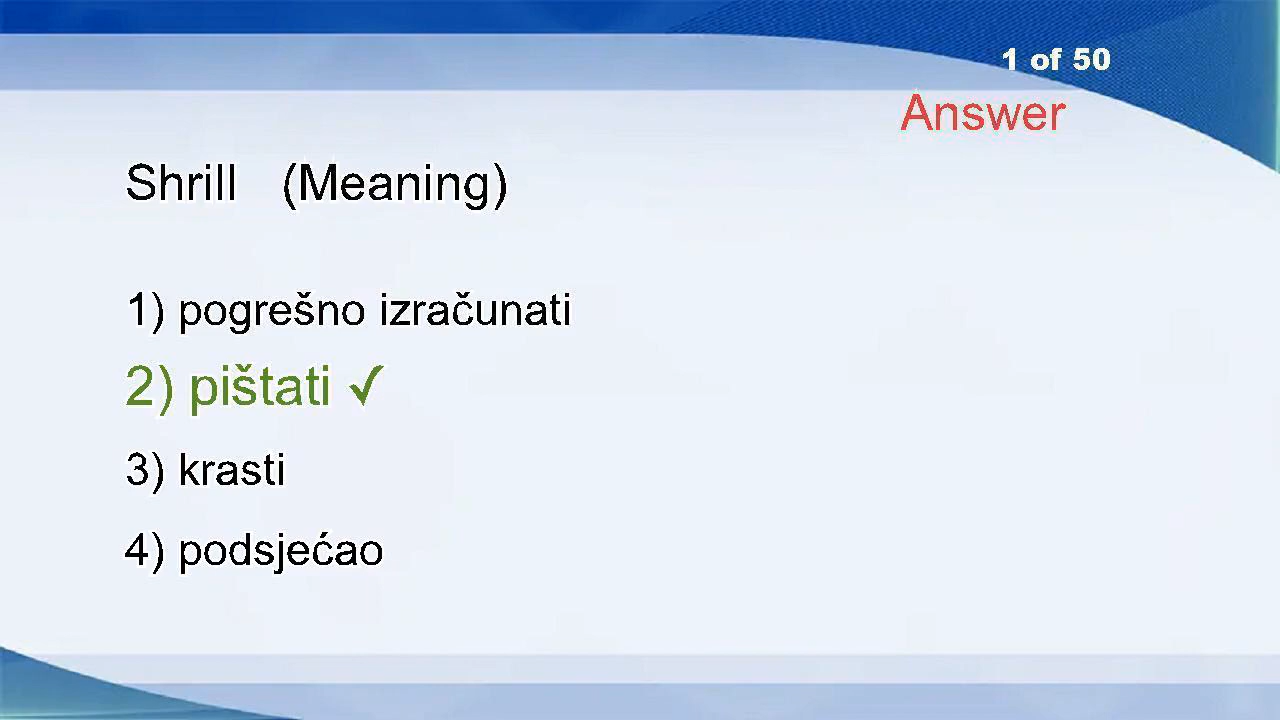 1 of 50
Answer
Shrill (Meaning)
1) pogrešno izračunati
2) pištati ✓
3) krasti
4) podsjećao